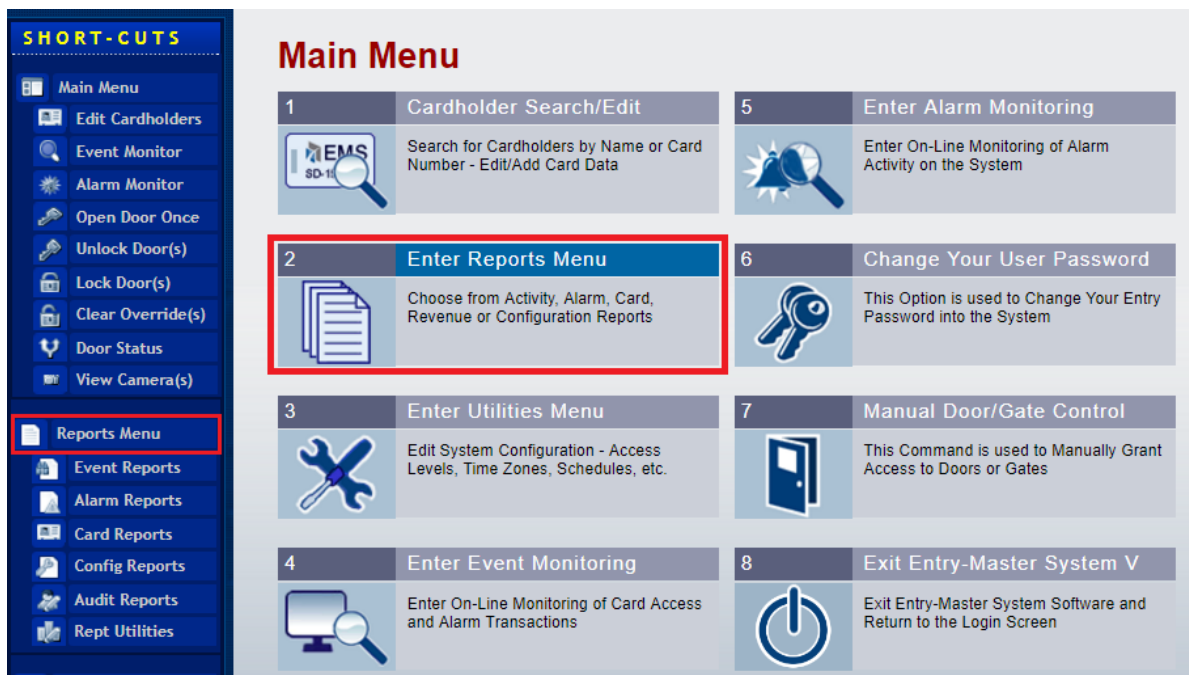 SHORT-CUTS
Main Menu
Edit Cardholders
Event Monitor
Alarm Monitor
Open Door Once
Unlock Door(s)
Lock Door(s)
Clear Override(s)
Door Status
View Camera(s)
Reports Menu
Event Reports
Alarm Reports
Card Reports
Config Reports
Audit Reports
Rept Utilities
Main Menu
1 Cardholder Search/Edit
EMS
Search for Cardholders by Name or Card
Number - Edit/Add Card Data
2 Enter Reports Menu
Choose from Activity, Alarm, Card,
Revenue or Configuration Reports
3 Enter Utilities Menu
Edit System Configuration - Access
Levels, Time Zones, Schedules, etc.
4 Enter Event Monitoring
Enter On-Line Monitoring of Card Access
and Alarm Transactions
5 Enter Alarm Monitoring
Enter On-Line Monitoring of Alarm
Activity on the System
6 Change Your User Password
This Option is used to Change Your Entry
Password into the System
7 Manual Door/Gate Control
This Command is used to Manually Grant
Access to Doors or Gates
8 Exit Entry-Master System V
Exit Entry-Master System Software and
Return to the Login Screen